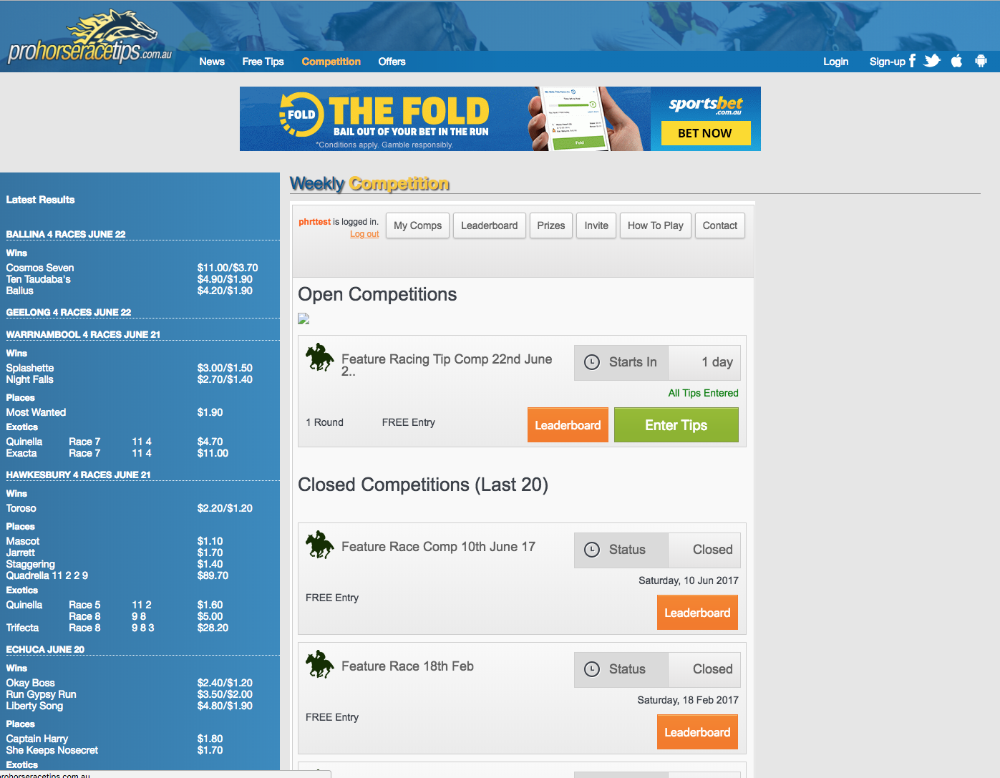 prohorseracetips.com.au
News Free Tips Competition Offers
Login Sign-up
FOLD THE FOLD
BAIL OUT OF YOUR BET IN THE RUN
*Conditions apply. Gamble responsibly.
Fold
sportsbet
.com.au
BET NOW
Latest Results
BALLINA 4 RACES JUNE 22
Wins
Cosmos Seven $11.00/$3.70
Ten Taudaba's $4.90/$1.90
Balius $4.20/$1.90
GEELONG 4 RACES JUNE 22
WARRNAMBOOL 4 RACES JUNE 21
Wins
Splashette $3.00/$1.50
Night Falls $2.70/$1.40
Places
Most Wanted $1.90
Exotics
Quinella Race 7 11 4 $4.70
Exacta Race 7 11 4 $11.00
HAWKESBURY 4 RACES JUNE 21
Wins
Toroso $2.20/$1.20
Places
Mascot $1.10
Jarrett $1.70
Staggering $1.40
Quadrella 11 2 2 9 $89.70
Exotics
Quinella Race 5 11 2 $1.60
Race 8 9 8 $5.00
Trifecta Race 8 9 8 3 $28.20
ECHUCA JUNE 20
Wins
Okay Boss $2.40/$1.20
Run Gypsy Run $3.50/$2.00
Liberty Song $4.80/$1.90
Places
Captain Harry $1.80
She Keeps Nosecret $1.70
Exotics
prohorseracetips.com.au
Weekly Competition
phrttest is logged in.
Log out
My Comps Leaderboard Prizes Invite How To Play Contact
Open Competitions
Feature Racing Tip Comp 22nd June
2..
Starts In 1 day
All Tips Entered
1 Round FREE Entry Leaderboard Enter Tips
Closed Competitions (Last 20)
Feature Race Comp 10th June 17
Status Closed
Saturday, 10 Jun 2017
FREE Entry
Leaderboard
Feature Race 18th Feb
Status Closed
Saturday, 18 Feb 2017
FREE Entry
Leaderboard